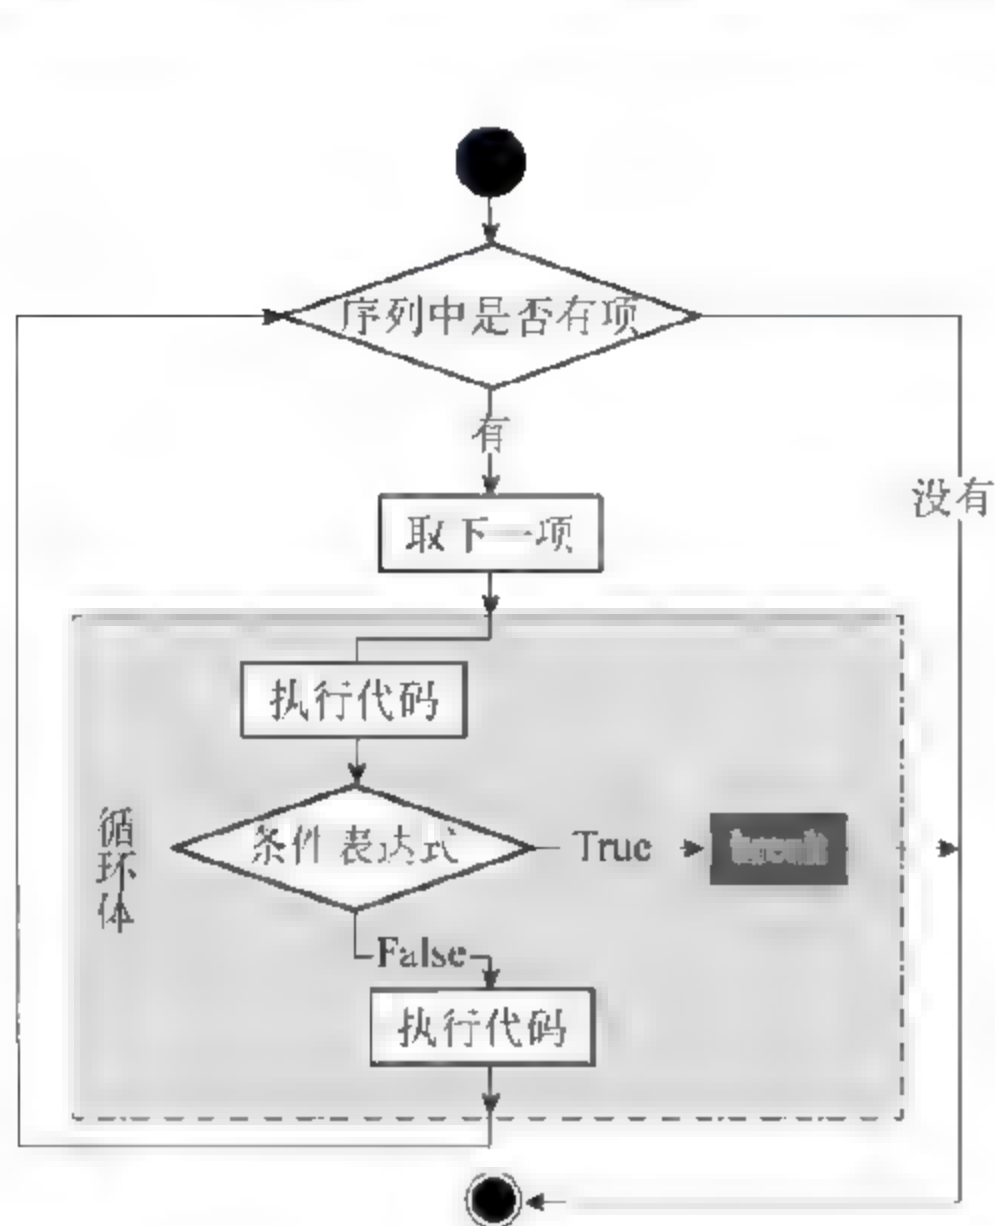 序列中是否有项
有
没有
取下一项
执行代码
循环体
条件表达式
True
break
False
执行代码